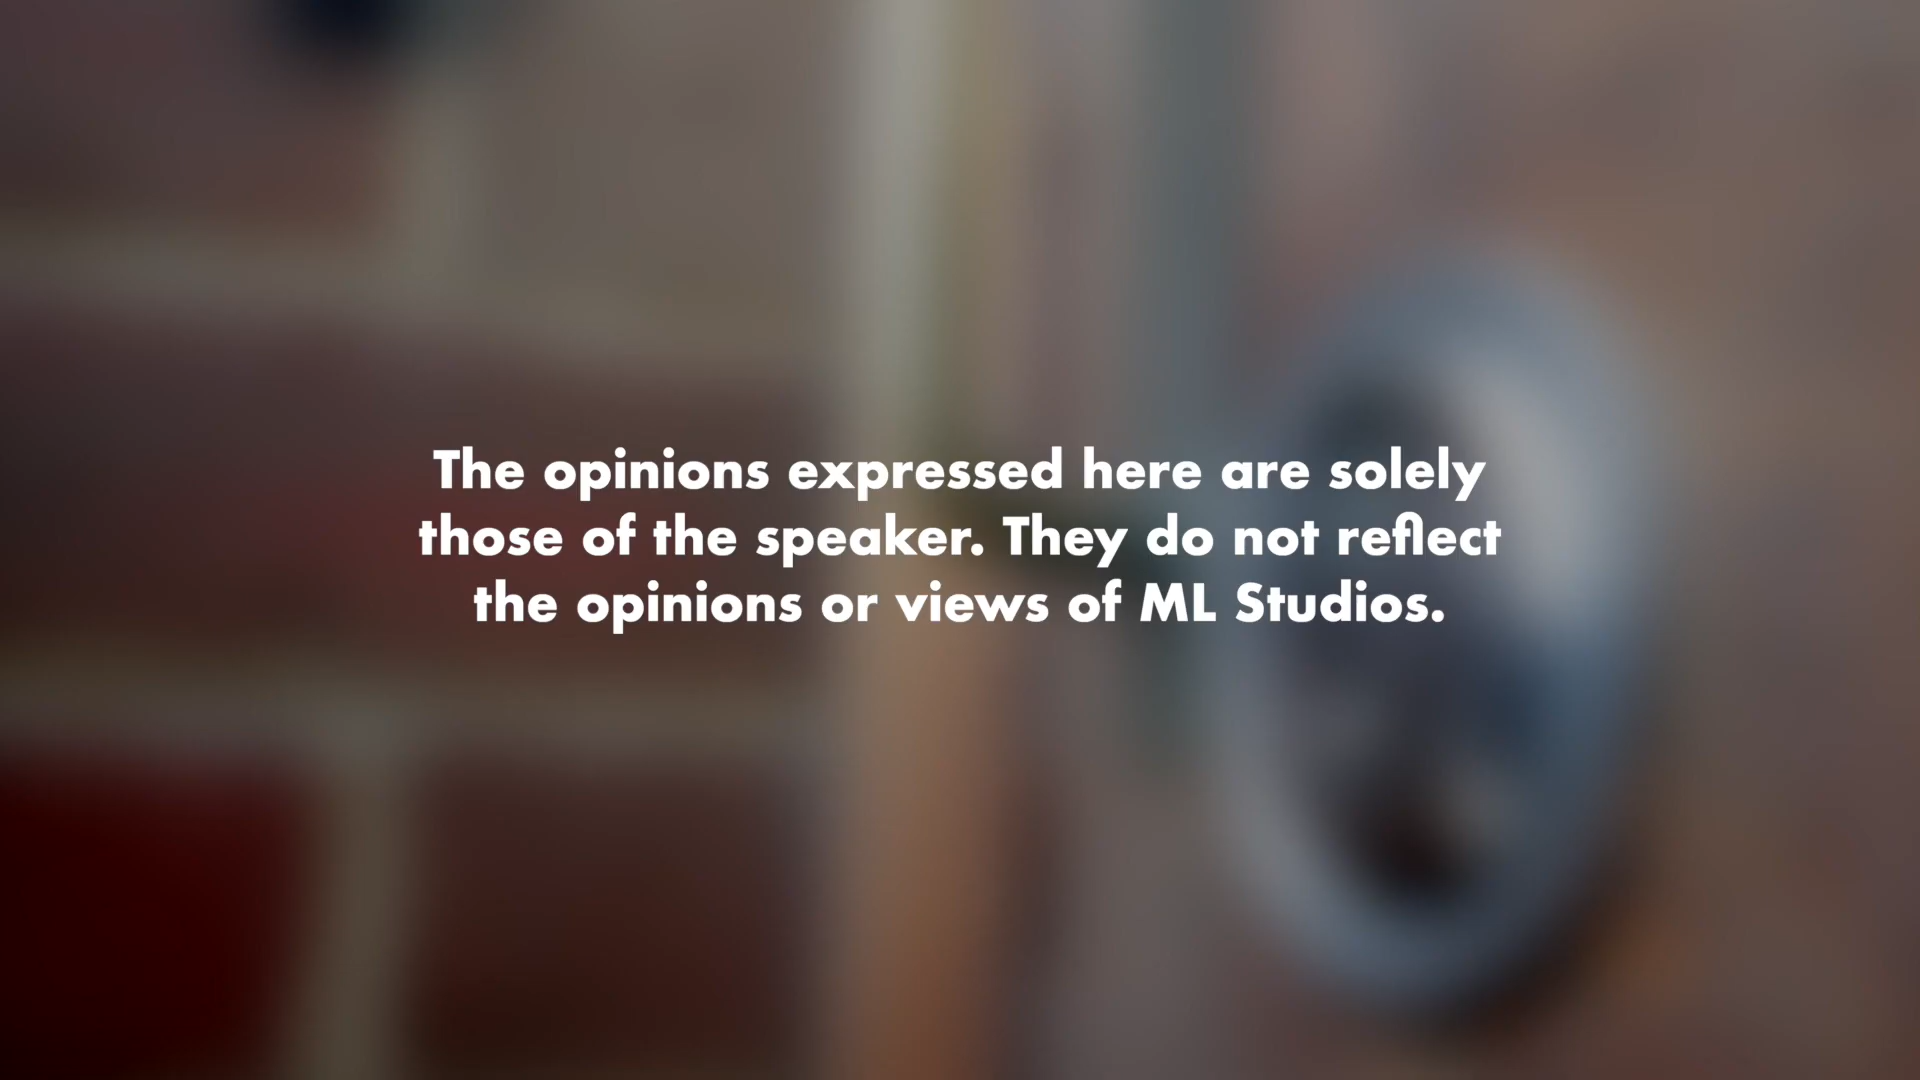 The opinions expressed here are solely
those of the speaker. They do not reflect
the opinions or views of ML Studios.